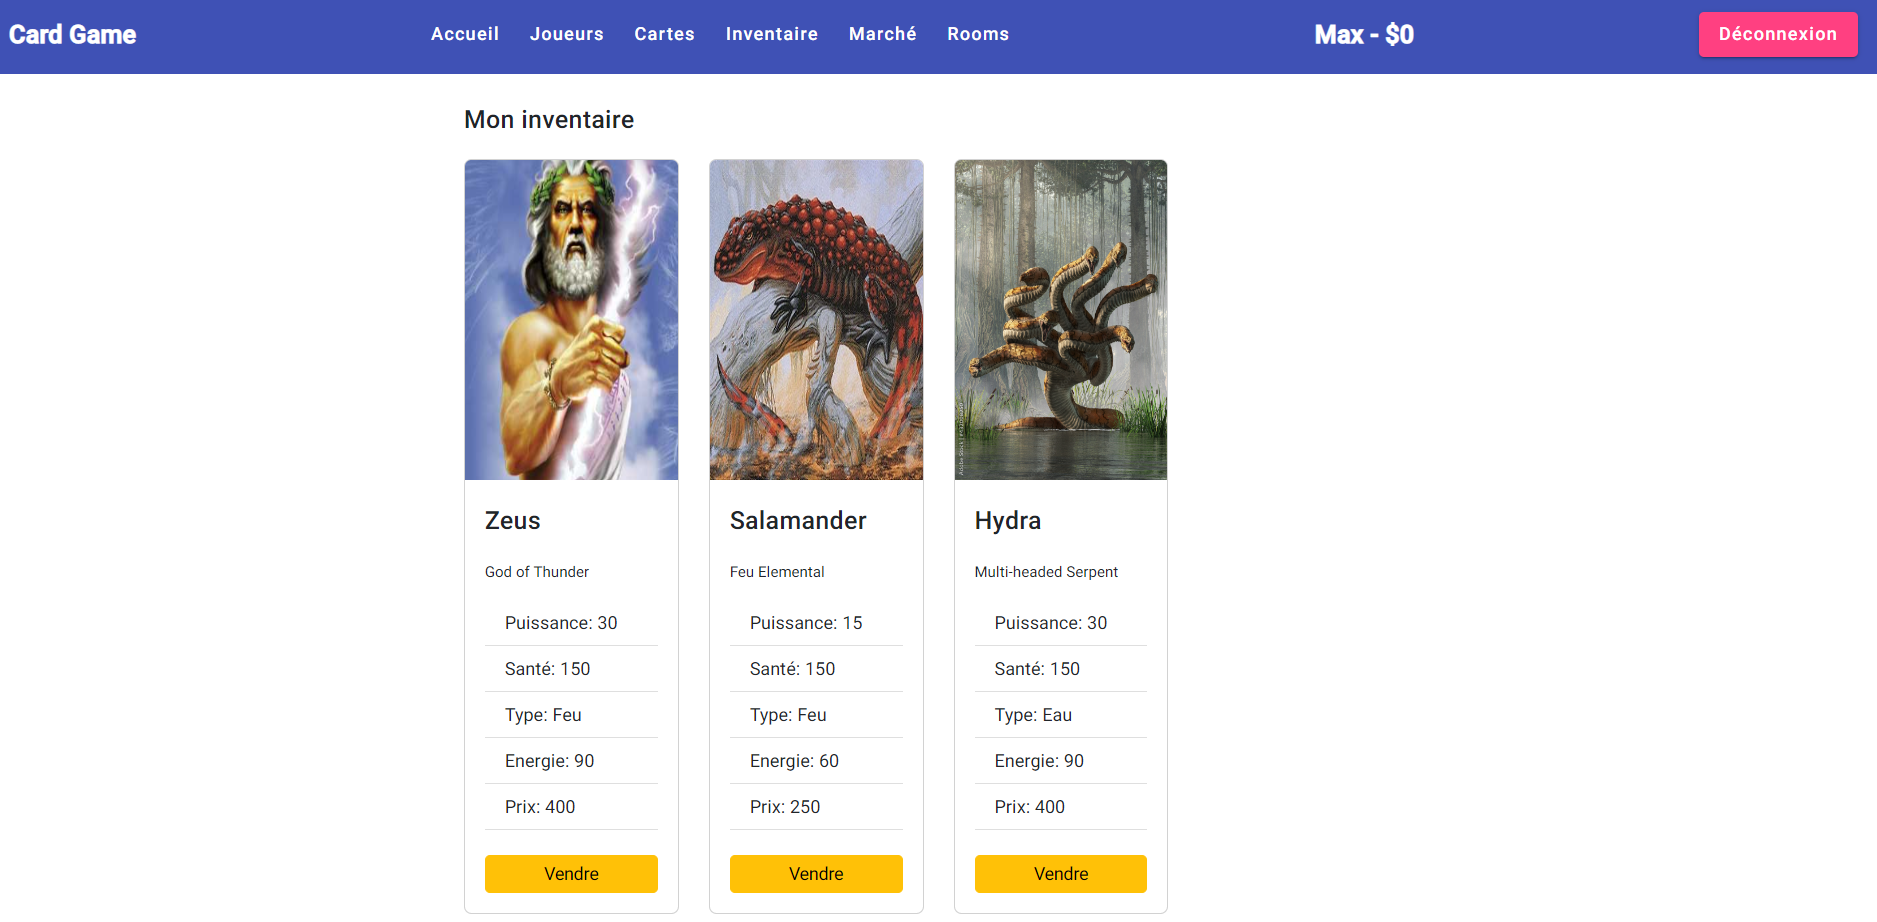 Card Game
Accueil Joueurs Cartes Inventaire Marché Rooms
Max - $0
Déconnexion
Mon inventaire
Zeus
God of Thunder
Puissance: 30
Santé: 150
Type: Feu
Energie: 90
Prix: 400
Vendre
Salamander
Feu Elemental
Puissance: 15
Santé: 150
Type: Feu
Energie: 60
Prix: 250
Vendre
Hydra
Multi-headed Serpent
Puissance: 30
Santé: 150
Type: Eau
Energie: 90
Prix: 400
Vendre